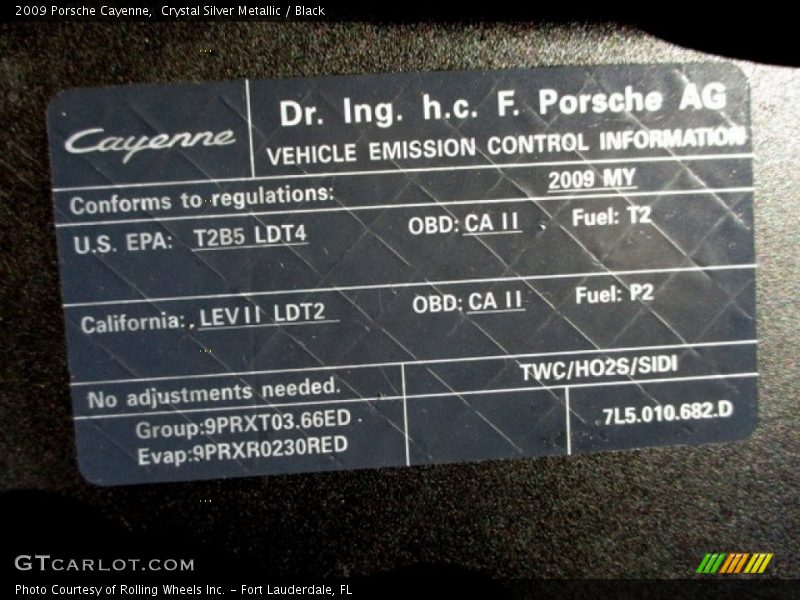 2009 Porsche Cayenne,  Crystal Silver Metallic / Black
Cayenne
Dr. Ing. h.c. F. Porsche AG
VEHICLE EMISSION CONTROL INFORMATION
Conforms to regulations: 2009 MY
U.S. EPA: T2B5 LDT4 OBD: CA II Fuel: T2
California: LEVII LDT2 OBD: CA II Fuel: P2
No adjustments needed. TWC/HO2S/SIDI
Group:9PRXT03.66ED
Evap:9PRXR0230RED
7L5.010.682.D
GTCARLOT.COM
Photo Courtesy of Rolling Wheels Inc. – Fort Lauderdale, FL